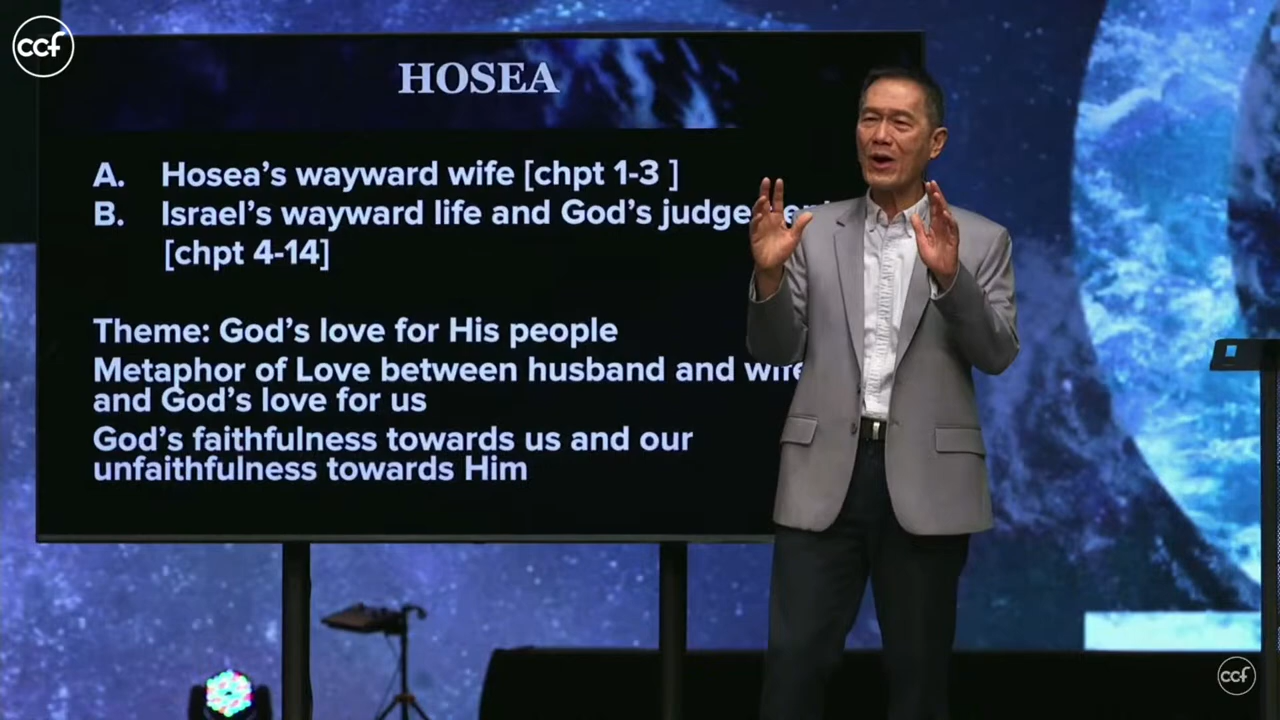 ccf
HOSEA
A. Hosea's wayward wife [chpt 1-3 ]
B. Israel's wayward life and God's
[chpt 4-14]
Theme: God's love for His people
Metaphor of Love between husband and wife
and God's love for us
God's faithfulness towards us and our
unfaithfulness towards Him
ccf